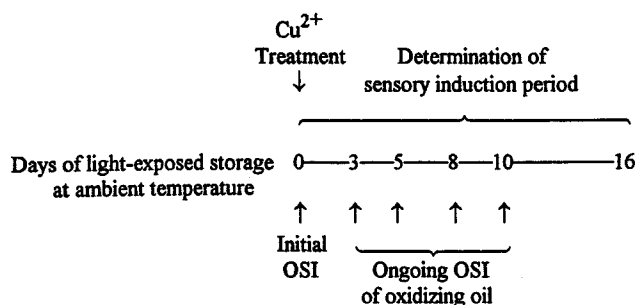 Cu2+
Treatment
Determination of
sensory induction period
Days of light-exposed storage
at ambient temperature
0 3 5 8 10 16
Initial
OSI
Ongoing OSI
of oxidizing oil